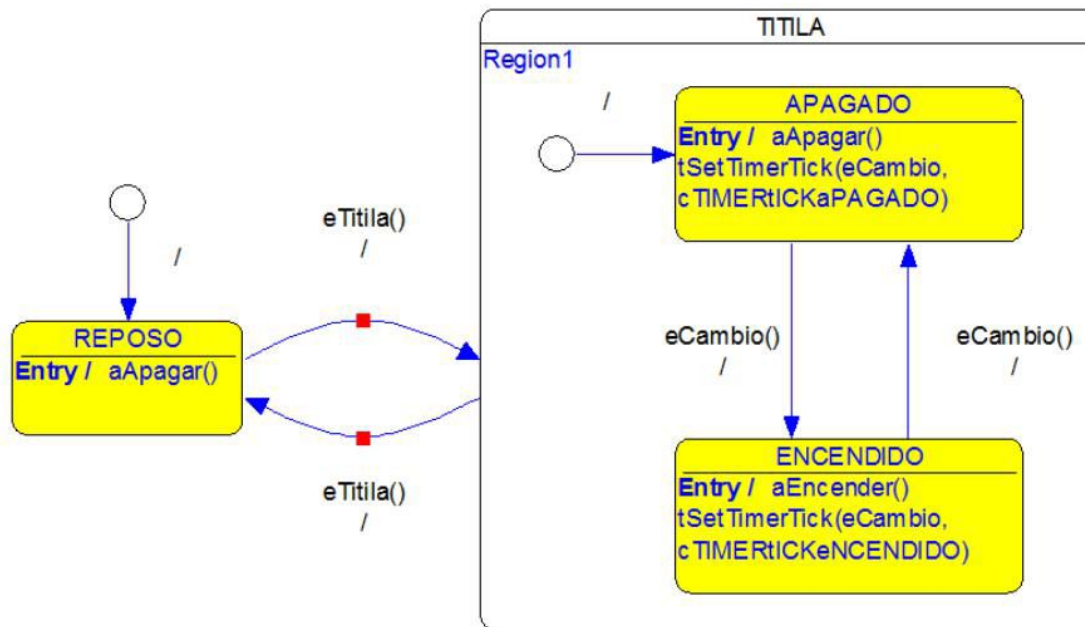 TITILA
Region1
/
APAGADO
Entry / aApagar()
tSetTimerTick(eCambio,
cTIMERtICKaPAGADO)
eTitila()
/
/
REPOSO
Entry / aApagar()
eCambio()
/
eCambio()
/
eTitila()
/
ENCENDIDO
Entry / aEncender()
tSetTimerTick(eCambio,
cTIMERtICKeNCENDIDO)